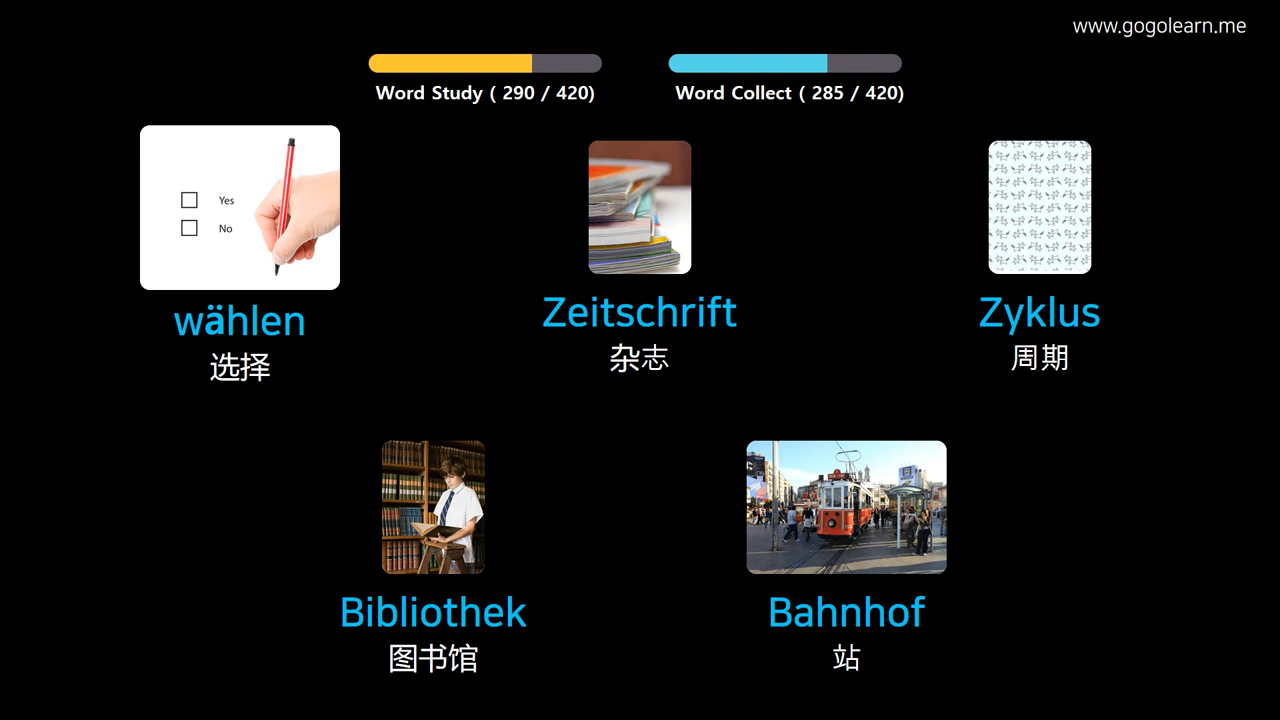 www.gogolearn.me
Word Study ( 290 / 420)
Word Collect ( 285 / 420)
Yes
No
wählen
选择
Zeitschrift
杂志
Zyklus
周期
Bibliothek
图书馆
Bahnhof
站